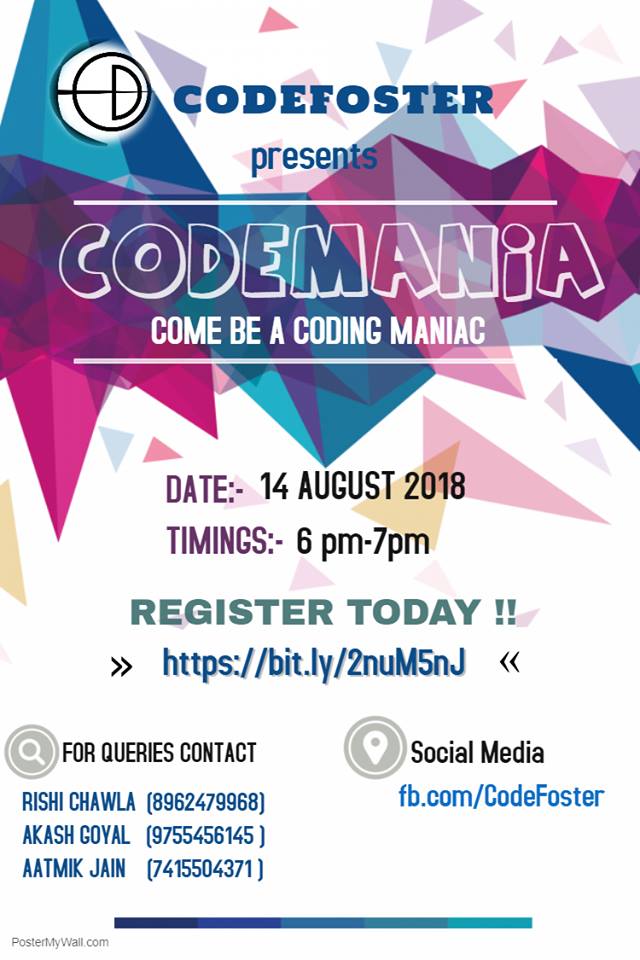 CODEFOSTER
presents
CODEMANiA
COME BE A CODING MANIAC
DATE:- 14 AUGUST 2018
TIMINGS:- 6 pm-7pm
REGISTER TODAY !!
» https://bit.ly/2nuM5nJ «
FOR QUERIES CONTACT
RISHI CHAWLA (8962479968)
AKASH GOYAL (9755456145 )
AATMIK JAIN (7415504371 )
Social Media
fb.com/CodeFoster
PosterMyWall.com